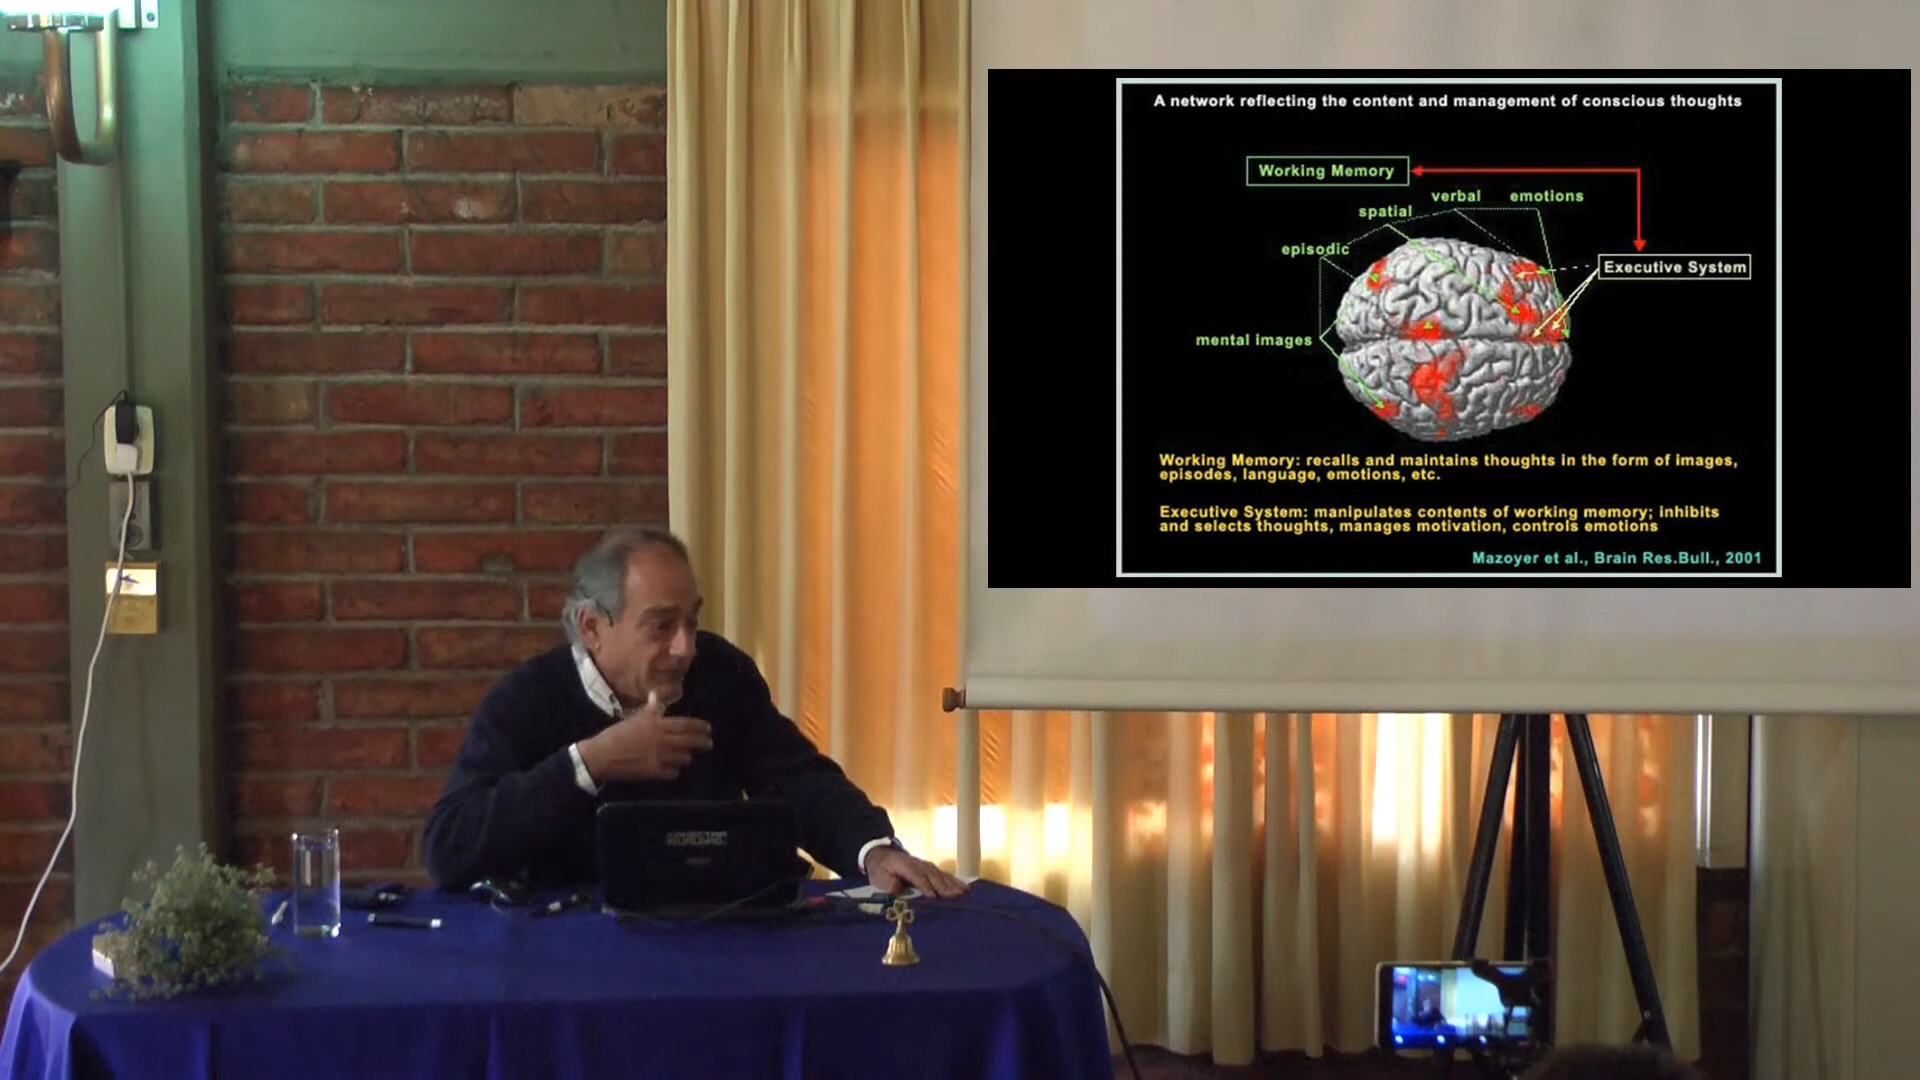 A network reflecting the content and management of conscious thoughts
Working Memory
verbal
emotions
spatial
episodic
Executive System
mental images
Working Memory: recalls and maintains thoughts in the form of images,
episodes, language, emotions, etc.
Executive System: manipulates contents of working memory; inhibits
and selects thoughts, manages motivation, controls emotions
Mazoyer et al., Brain Res.Bull., 2001